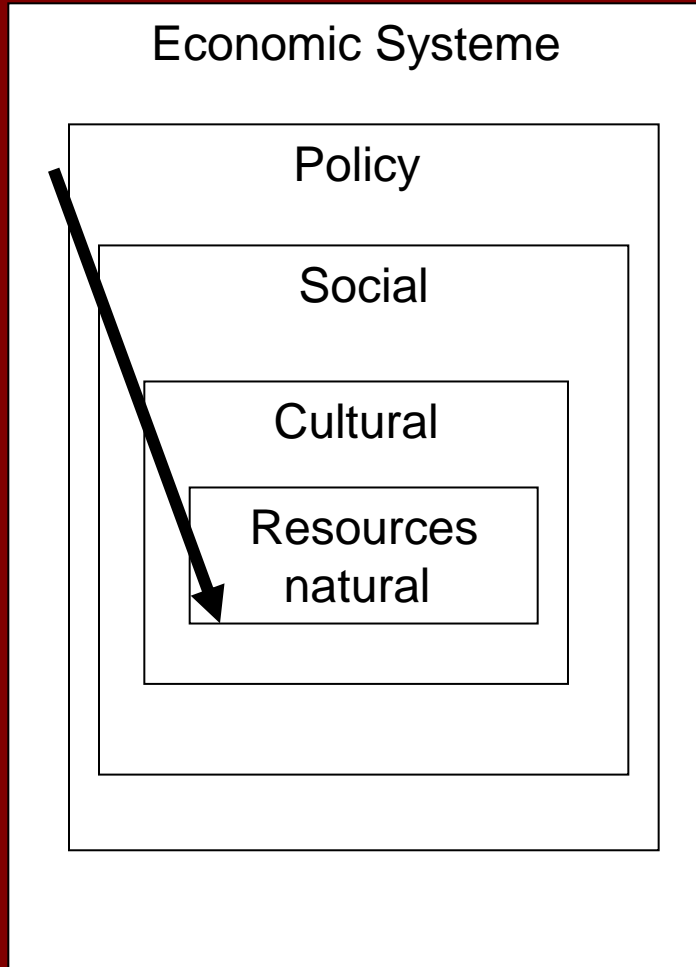 Economic Systeme
Policy
Social
Cultural
Resources
natural